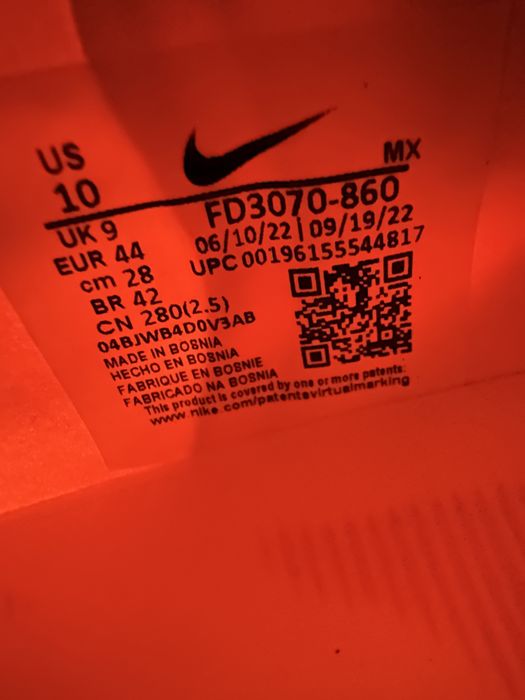 US
10
MX
UK 9
EUR 44
cm 28
BR 42
CN 280(2.5)
04BJWB4D0V3AB
MADE IN BOSNIA
HECHO EN BOSNIA
FABRIQUE EN BOSNIE
FABRICADO NA BOSNIA
FD3070-860
06/10/22 | 09/19/22
UPC 00196155544817
This product is covered by one or more patents:
www.nike.com/patentsvirtualmarking